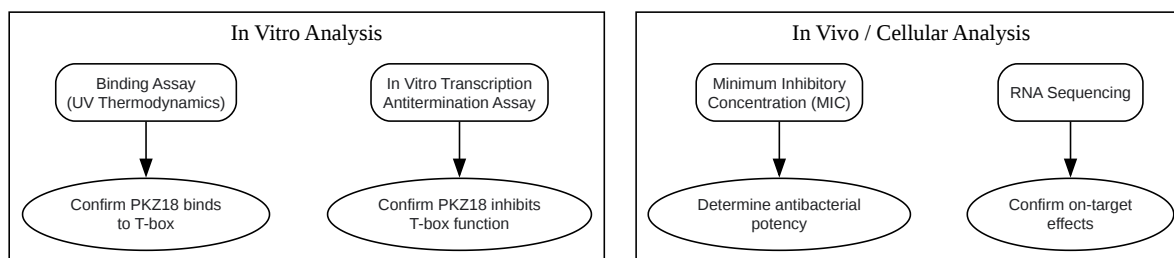 In Vitro Analysis
Binding Assay
(UV Thermodynamics)
In Vitro Transcription
Antitermination Assay
Confirm PKZ18 binds
to T-box
Confirm PKZ18 inhibits
T-box function
In Vivo / Cellular Analysis
Minimum Inhibitory
Concentration (MIC)
RNA Sequencing
Determine antibacterial
potency
Confirm on-target
effects